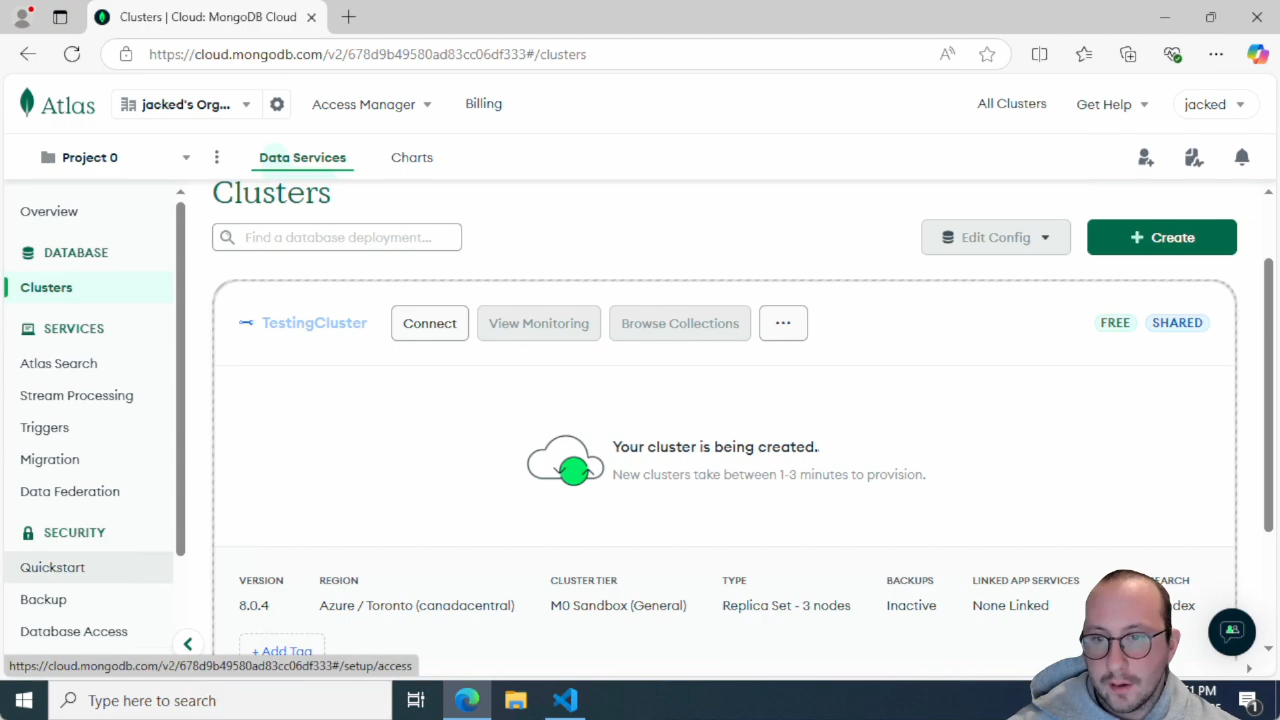 Clusters | Cloud: MongoDB Cloud
https://cloud.mongodb.com/v2/678d9b49580ad83cc06df333#/clusters
Atlas
jacked's Org...
Access Manager
Billing
All Clusters
Get Help
jacked
Project 0
Data Services
Charts
Overview
DATABASE
Clusters
SERVICES
Atlas Search
Stream Processing
Triggers
Migration
Data Federation
SECURITY
Quickstart
Backup
Database Access
https://cloud.mongodb.com/v2/678d9b49580ad83cc06df333#/setup/access
Clusters
Find a database deployment...
Edit Config
+ Create
TestingCluster
Connect
View Monitoring
Browse Collections
...
FREE
SHARED
Your cluster is being created..
New clusters take between 1-3 minutes to provision.
VERSION REGION CLUSTER TIER TYPE BACKUPS LINKED APP SERVICES
8.0.4 Azure / Toronto (canadacentral) M0 Sandbox (General) Replica Set - 3 nodes Inactive None Linked
+ Add Tag
Type here to search
PM
1